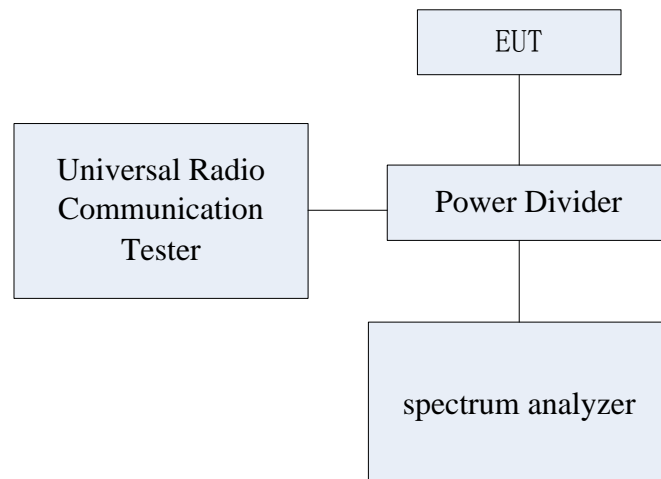 EUT
Universal Radio
Communication
Tester
Power Divider
spectrum analyzer